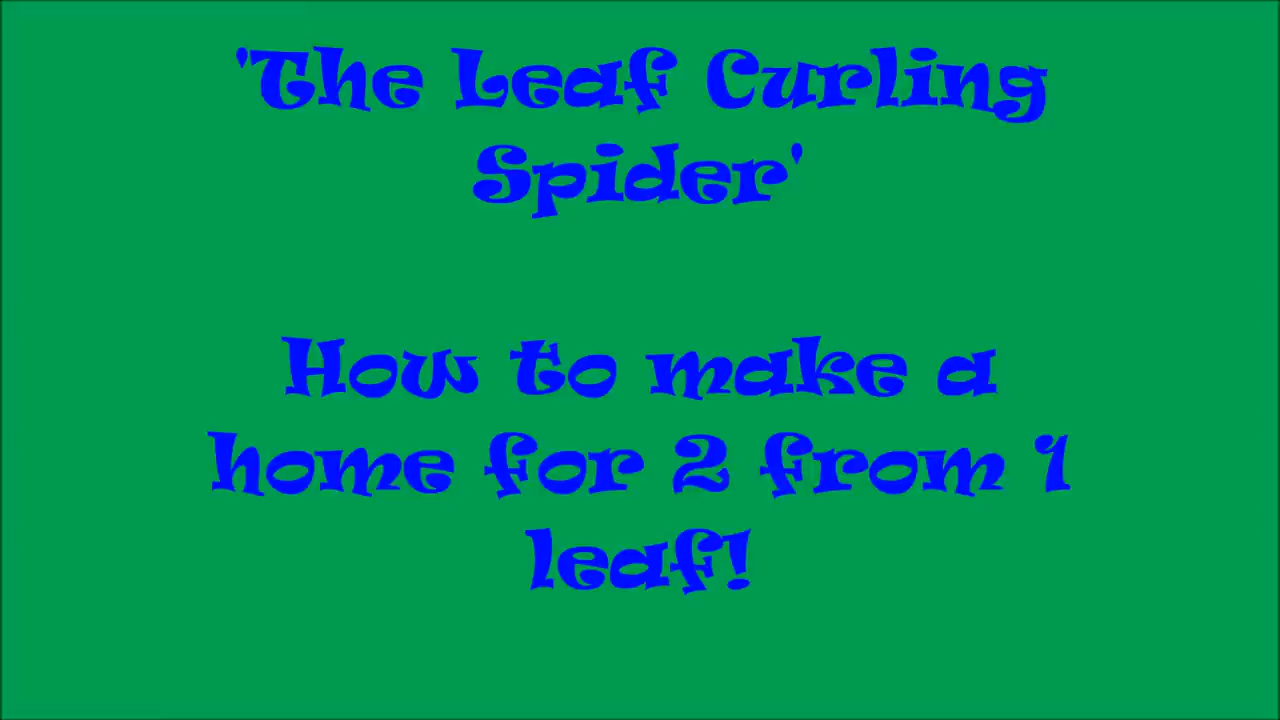 'The Leaf Curling
Spider'
How to make a
home for 2 from 1
leaf!